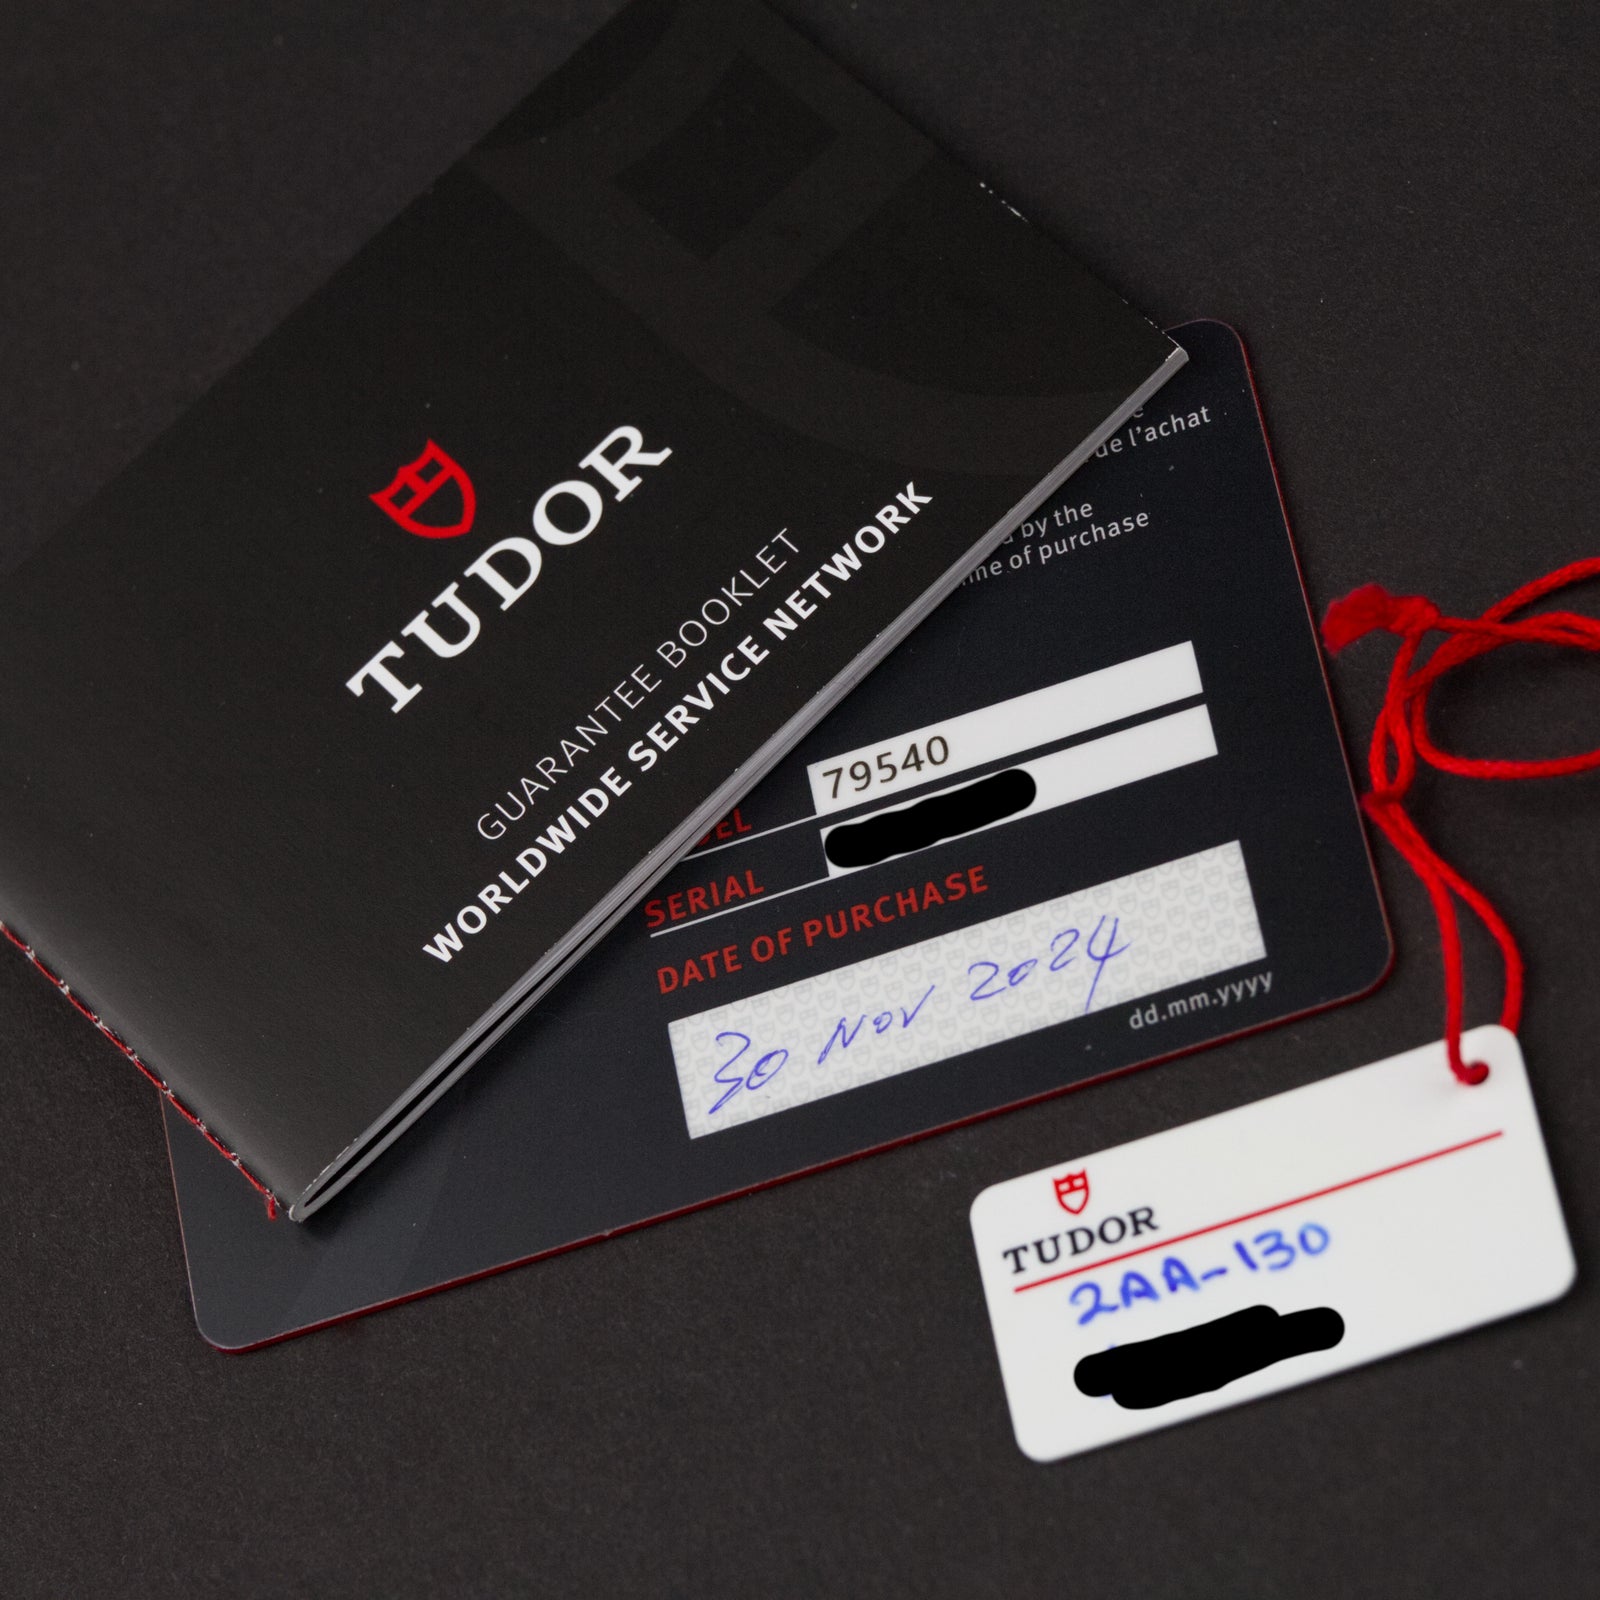 TUDOR
GUARANTEE BOOKLET
WORLDWIDE SERVICE NETWORK
de l'achat
by the
of purchase
79540
SERIAL
DATE OF PURCHASE
30 NOV 2024
dd.mm.yyyy
TUDOR
2AA-130